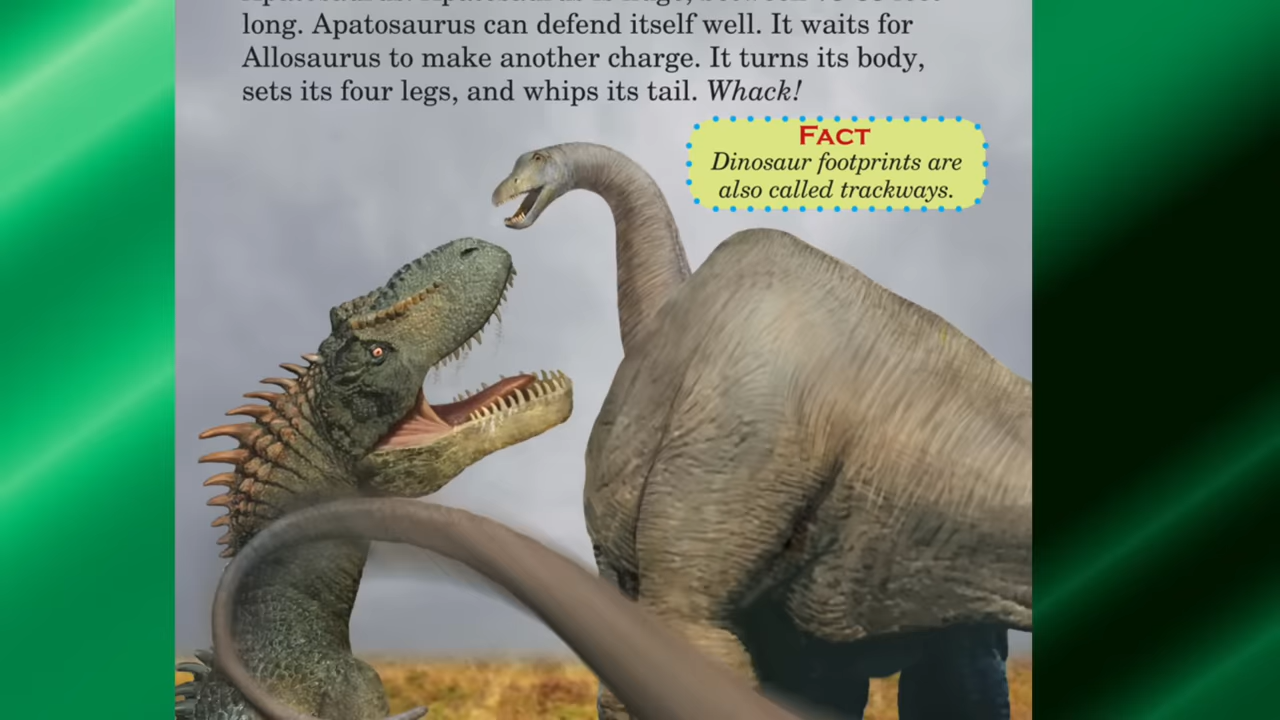 long. Apatosaurus can defend itself well. It waits for
Allosaurus to make another charge. It turns its body,
sets its four legs, and whips its tail. Whack!
FACT
Dinosaur footprints are
also called trackways.